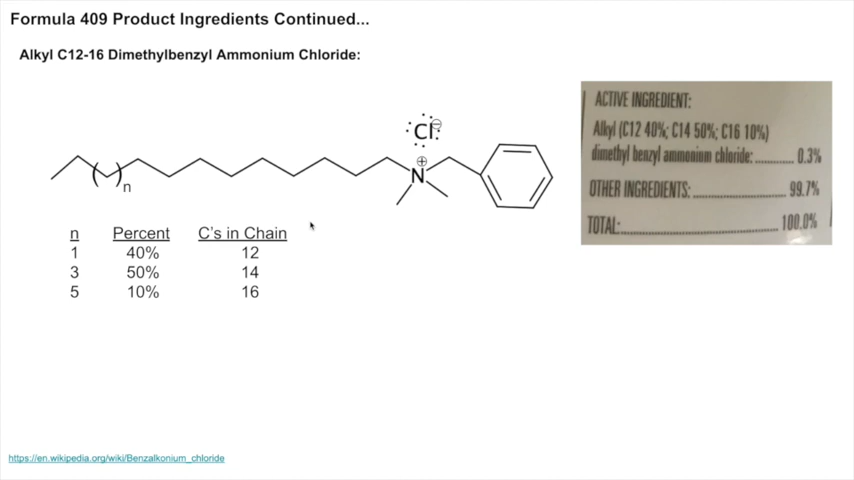 Formula 409 Product Ingredients Continued...
Alkyl C12-16 Dimethylbenzyl Ammonium Chloride:
Cl
⊖
⊕
N
n
n Percent C's in Chain
1 40% 12
3 50% 14
5 10% 16
ACTIVE INGREDIENT:
Alkyl (C12 40%; C14 50%; C16 10%)
dimethyl benzyl ammonium chloride:........... 0.3%
OTHER INGREDIENTS:.......................... 99.7%
TOTAL:............................................. 100.0%
https://en.wikipedia.org/wiki/Benzalkonium_chloride